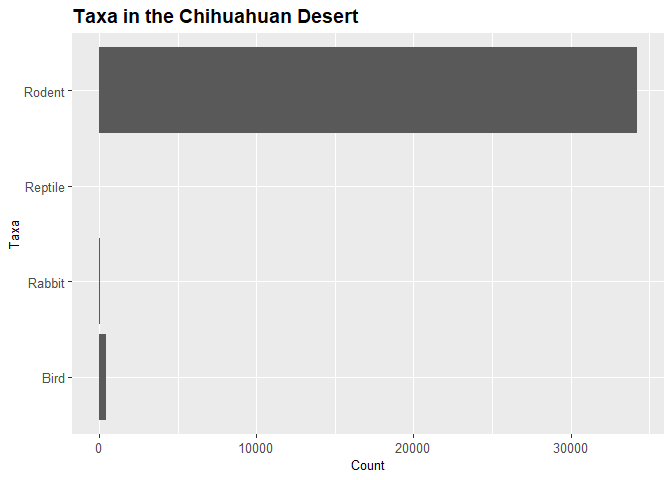 Taxa in the Chihuahuan Desert
Taxa
Rodent
Reptile
Rabbit
Bird
0 10000 20000 30000
Count